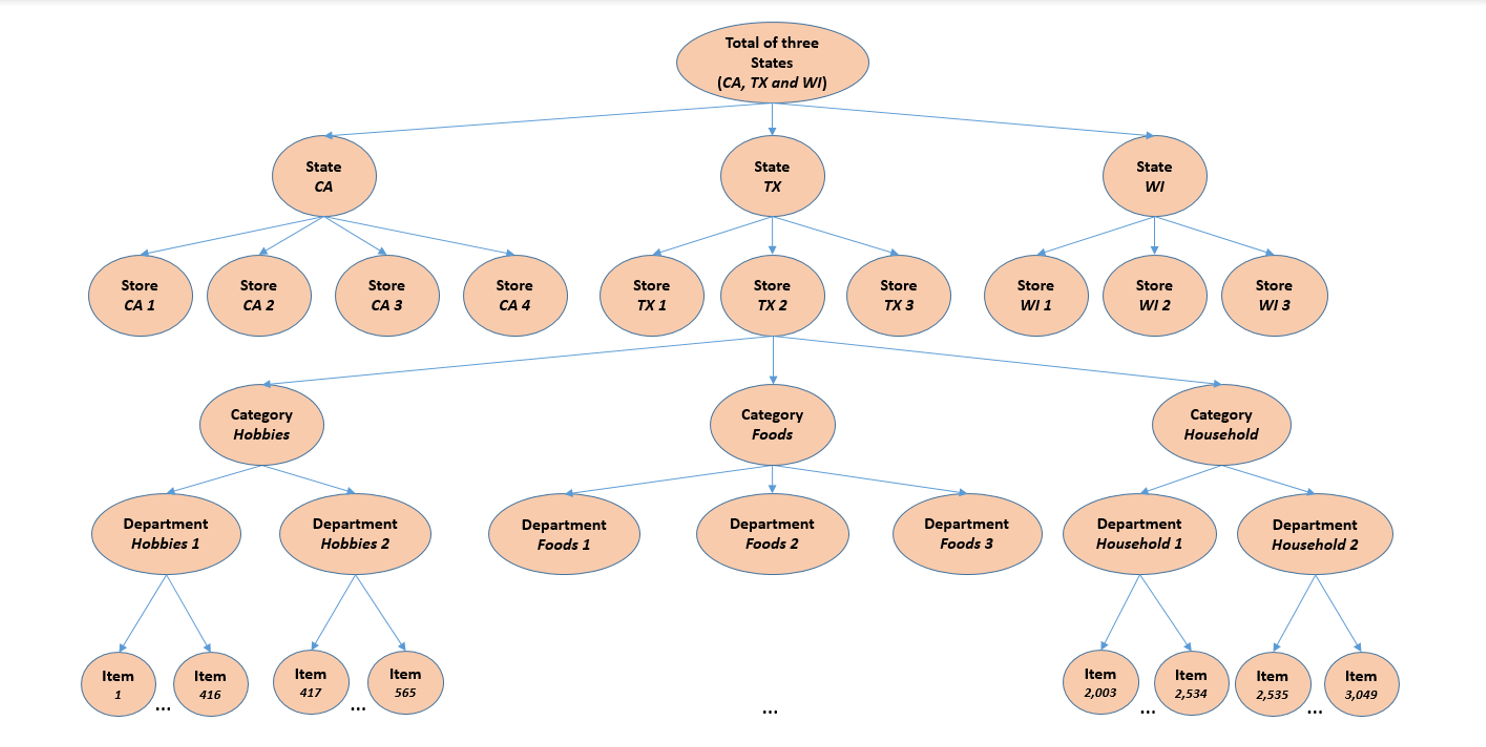 Total of three
States
(CA, TX and WI)
State
CA
State
TX
State
WI
Store
CA 1
Store
CA 2
Store
CA 3
Store
CA 4
Store
TX 1
Store
TX 2
Store
TX 3
Store
WI 1
Store
WI 2
Store
WI 3
Category
Hobbies
Category
Foods
Category
Household
Department
Hobbies 1
Department
Hobbies 2
Department
Foods 1
Department
Foods 2
Department
Foods 3
Department
Household 1
Department
Household 2
Item
1
...
Item
416
Item
417
...
Item
565
...
Item
2,003
...
Item
2,534
Item
2,535
...
Item
3,049